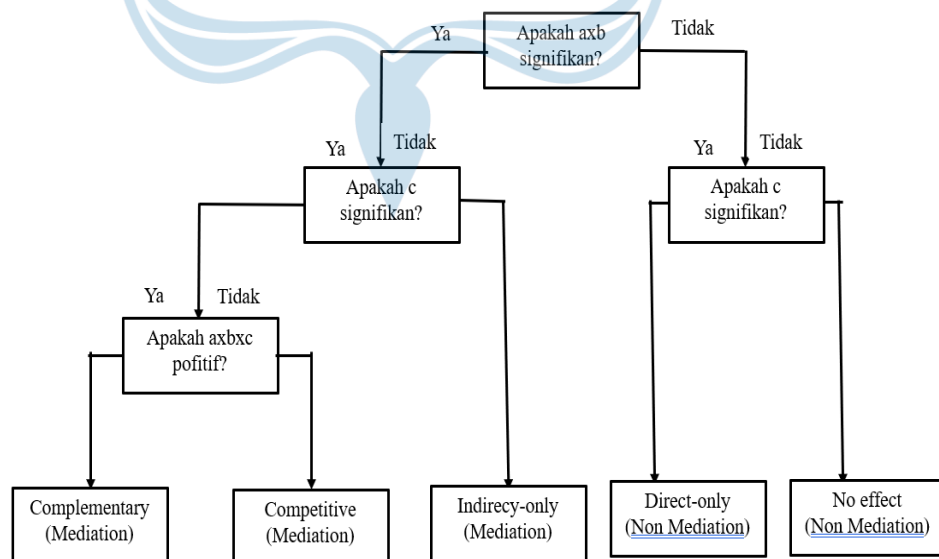 Ya
Apakah axb
signifikan?
Tidak
Ya
Tidak
Apakah c
signifikan?
Ya
Tidak
Apakah c
signifikan?
Ya
Tidak
Apakah axbxc
pofitif?
Complementary
(Mediation)
Competitive
(Mediation)
Indirecy-only
(Mediation)
Direct-only
(Non Mediation)
No effect
(Non Mediation)